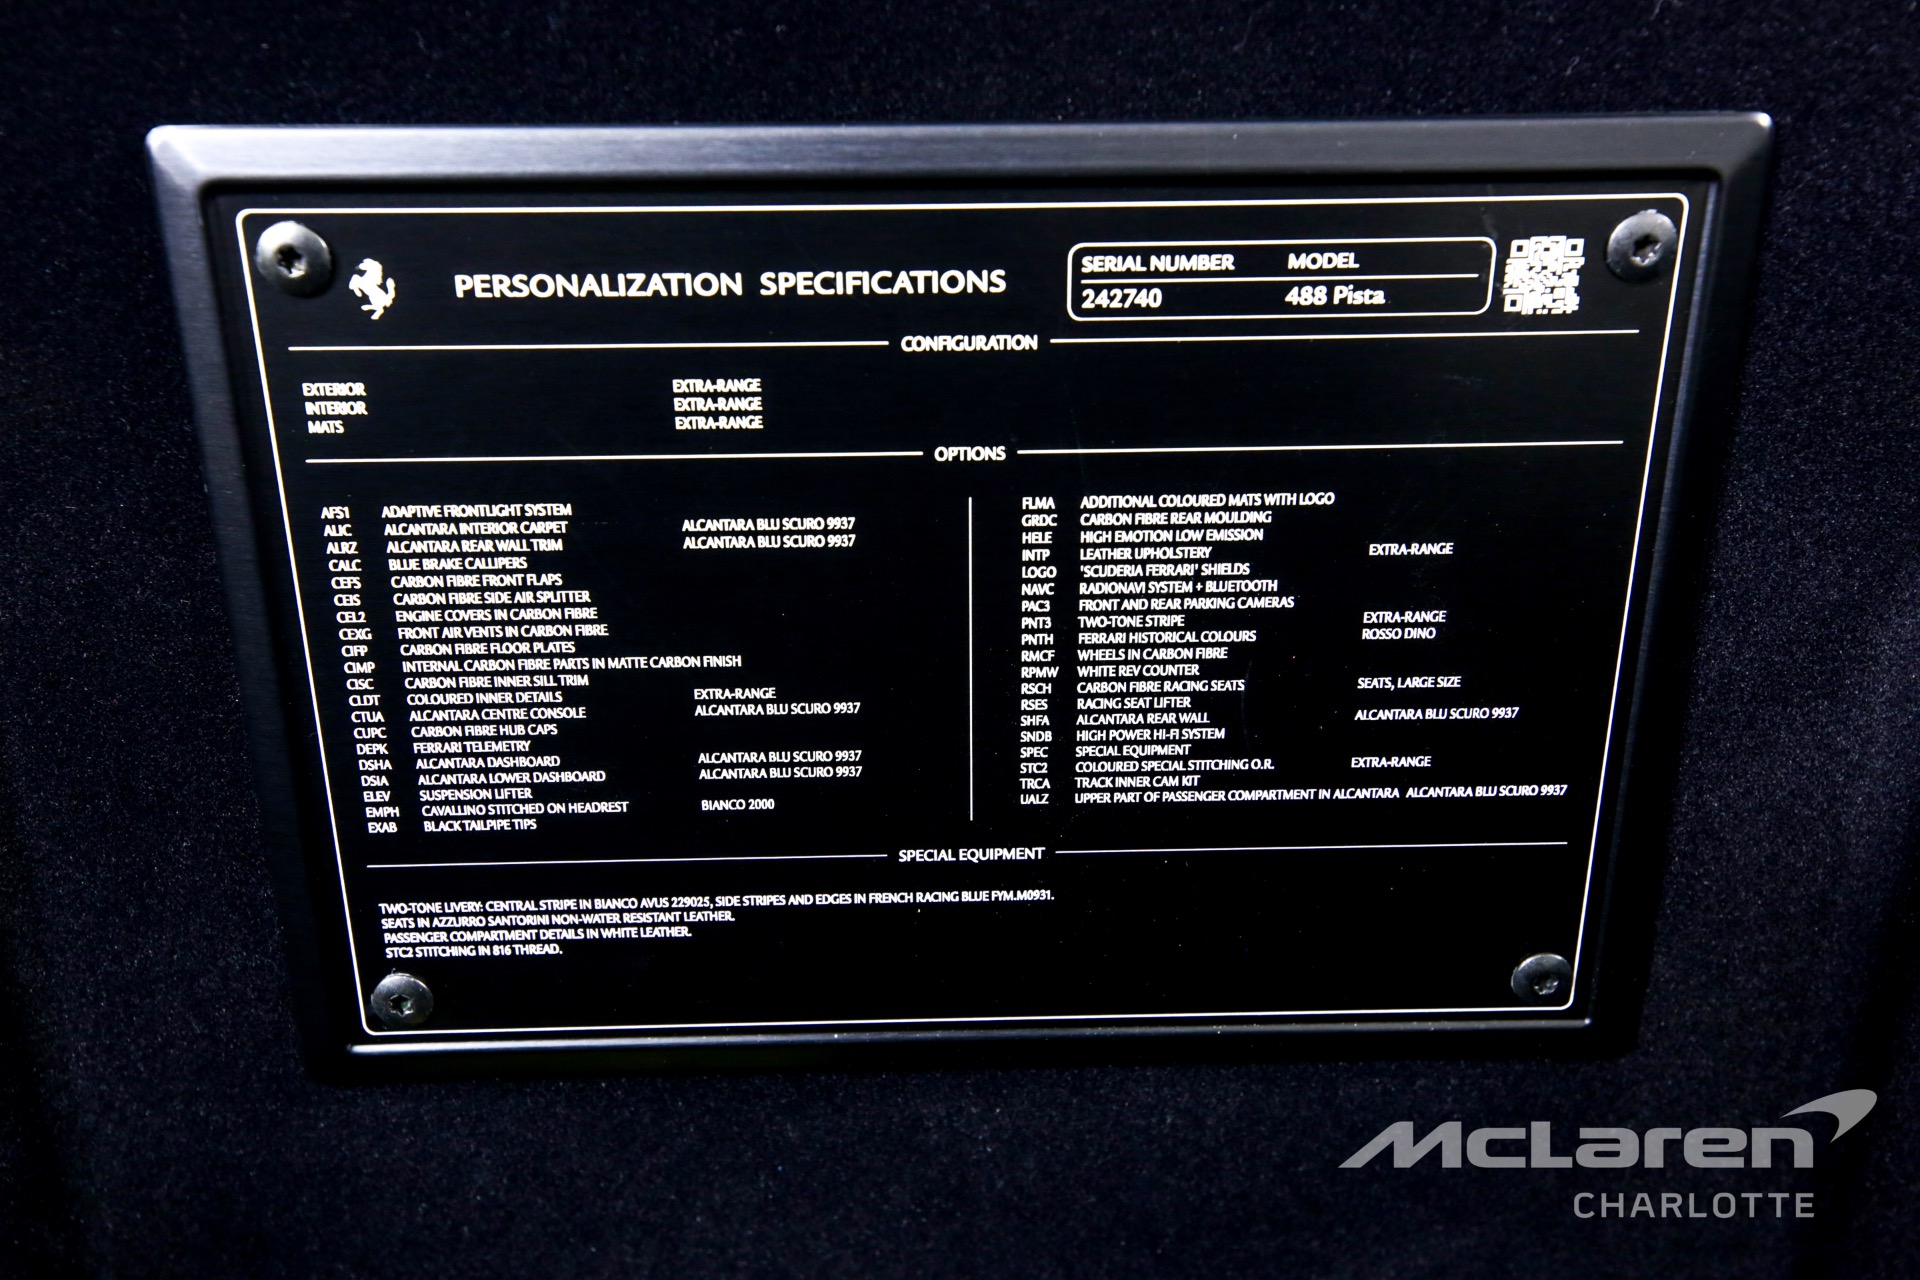 PERSONALIZATION SPECIFICATIONS
SERIAL NUMBER MODEL
242740 488 Pista
CONFIGURATION
EXTERIOR EXTRA-RANGE
INTERIOR EXTRA-RANGE
MATS EXTRA-RANGE
OPTIONS
AFS1 ADAPTIVE FRONTLIGHT SYSTEM
ALIC ALCANTARA INTERIOR CARPET ALCANTARA BLU SCURO 9937
ALRZ ALCANTARA REAR WALL TRIM ALCANTARA BLU SCURO 9937
CALC BLUE BRAKE CALLIPERS
CEFS CARBON FIBRE FRONT FLAPS
CEIS CARBON FIBRE SIDE AIR SPLITTER
CEL2 ENGINE COVERS IN CARBON FIBRE
CEXG FRONT AIR VENTS IN CARBON FIBRE
CIFP CARBON FIBRE FLOOR PLATES
CIMP INTERNAL CARBON FIBRE PARTS IN MATTE CARBON FINISH
CISC CARBON FIBRE INNER SILL TRIM
CLDT COLOURED INNER DETAILS EXTRA-RANGE
CTUA ALCANTARA CENTRE CONSOLE ALCANTARA BLU SCURO 9937
CUPC CARBON FIBRE HUB CAPS
DEPK FERRARI TELEMETRY
DSHA ALCANTARA DASHBOARD ALCANTARA BLU SCURO 9937
DSIA ALCANTARA LOWER DASHBOARD ALCANTARA BLU SCURO 9937
ELEV SUSPENSION LIFTER
EMPH CAVALLINO STITCHED ON HEADREST BIANCO 2000
EXAB BLACK TAILPIPE TIPS
FLMA ADDITIONAL COLOURED MATS WITH LOGO
GRDC CARBON FIBRE REAR MOULDING
HELE HIGH EMOTION LOW EMISSION
INTP LEATHER UPHOLSTERY EXTRA-RANGE
LOGO 'SCUDERIA FERRARI' SHIELDS
NAVC RADIONAVI SYSTEM + BLUETOOTH
PAC3 FRONT AND REAR PARKING CAMERAS
PNT3 TWO-TONE STRIPE EXTRA-RANGE
PNTH FERRARI HISTORICAL COLOURS ROSSO DINO
RMCF WHEELS IN CARBON FIBRE
RPMW WHITE REV COUNTER
RSCH CARBON FIBRE RACING SEATS SEATS, LARGE SIZE
RSES RACING SEAT LIFTER
SHFA ALCANTARA REAR WALL ALCANTARA BLU SCURO 9937
SNDB HIGH POWER HI-FI SYSTEM
SPEC SPECIAL EQUIPMENT
STC2 COLOURED SPECIAL STITCHING O.R. EXTRA-RANGE
TRCA TRACK INNER CAM KIT
UALZ UPPER PART OF PASSENGER COMPARTMENT IN ALCANTARA ALCANTARA BLU SCURO 9937
SPECIAL EQUIPMENT
TWO-TONE LIVERY: CENTRAL STRIPE IN BIANCO AVUS 229025, SIDE STRIPES AND EDGES IN FRENCH RACING BLUE FYM.M0931.
SEATS IN AZZURRO SANTORINI NON-WATER RESISTANT LEATHER.
PASSENGER COMPARTMENT DETAILS IN WHITE LEATHER.
STC2 STITCHING IN 816 THREAD.
McLaren
CHARLOTTE